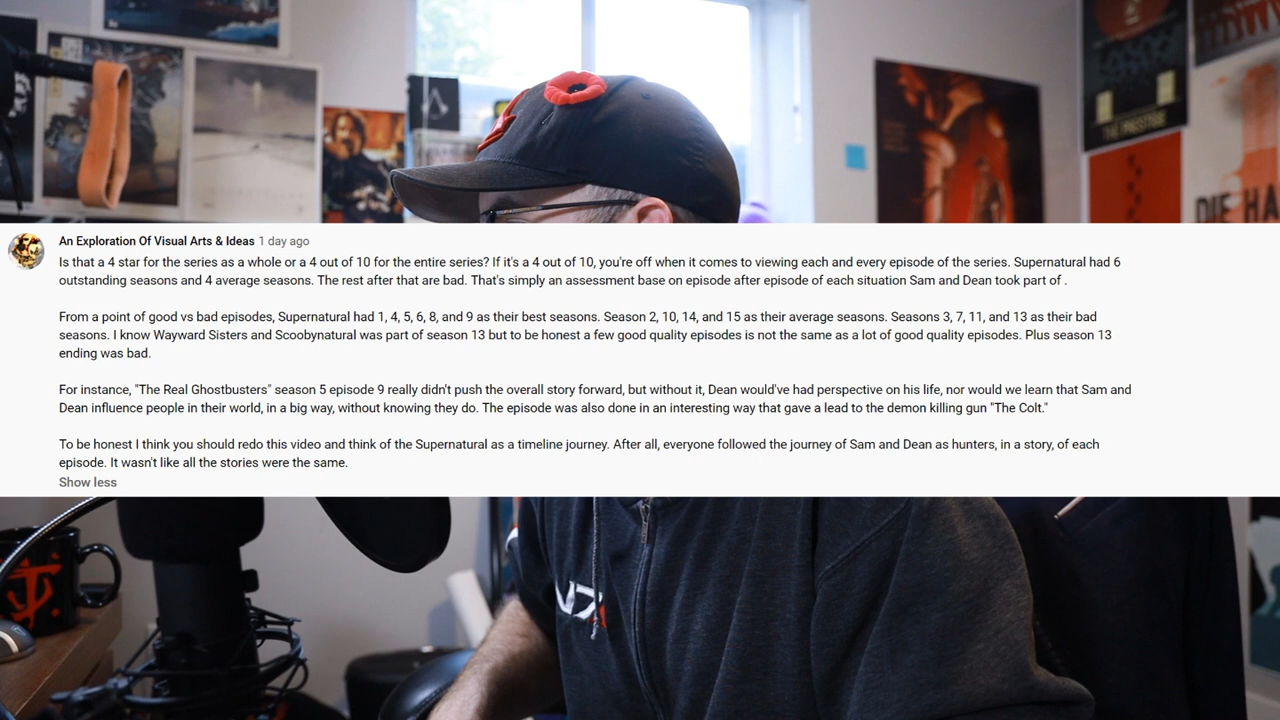 THE PRESTIGE
DIE HA
An Exploration Of Visual Arts & Ideas 1 day ago
Is that a 4 star for the series as a whole or a 4 out of 10 for the entire series? If it's a 4 out of 10, you're off when it comes to viewing each and every episode of the series. Supernatural had 6
outstanding seasons and 4 average seasons. The rest after that are bad. That's simply an assessment base on episode after episode of each situation Sam and Dean took part of .
From a point of good vs bad episodes, Supernatural had 1, 4, 5, 6, 8, and 9 as their best seasons. Season 2, 10, 14, and 15 as their average seasons. Seasons 3, 7, 11, and 13 as their bad
seasons. I know Wayward Sisters and Scoobynatural was part of season 13 but to be honest a few good quality episodes is not the same as a lot of good quality episodes. Plus season 13
ending was bad.
For instance, "The Real Ghostbusters" season 5 episode 9 really didn't push the overall story forward, but without it, Dean would've had perspective on his life, nor would we learn that Sam and
Dean influence people in their world, in a big way, without knowing they do. The episode was also done in an interesting way that gave a lead to the demon killing gun "The Colt."
To be honest I think you should redo this video and think of the Supernatural as a timeline journey. After all, everyone followed the journey of Sam and Dean as hunters, in a story, of each
episode. It wasn't like all the stories were the same.
Show less
N7